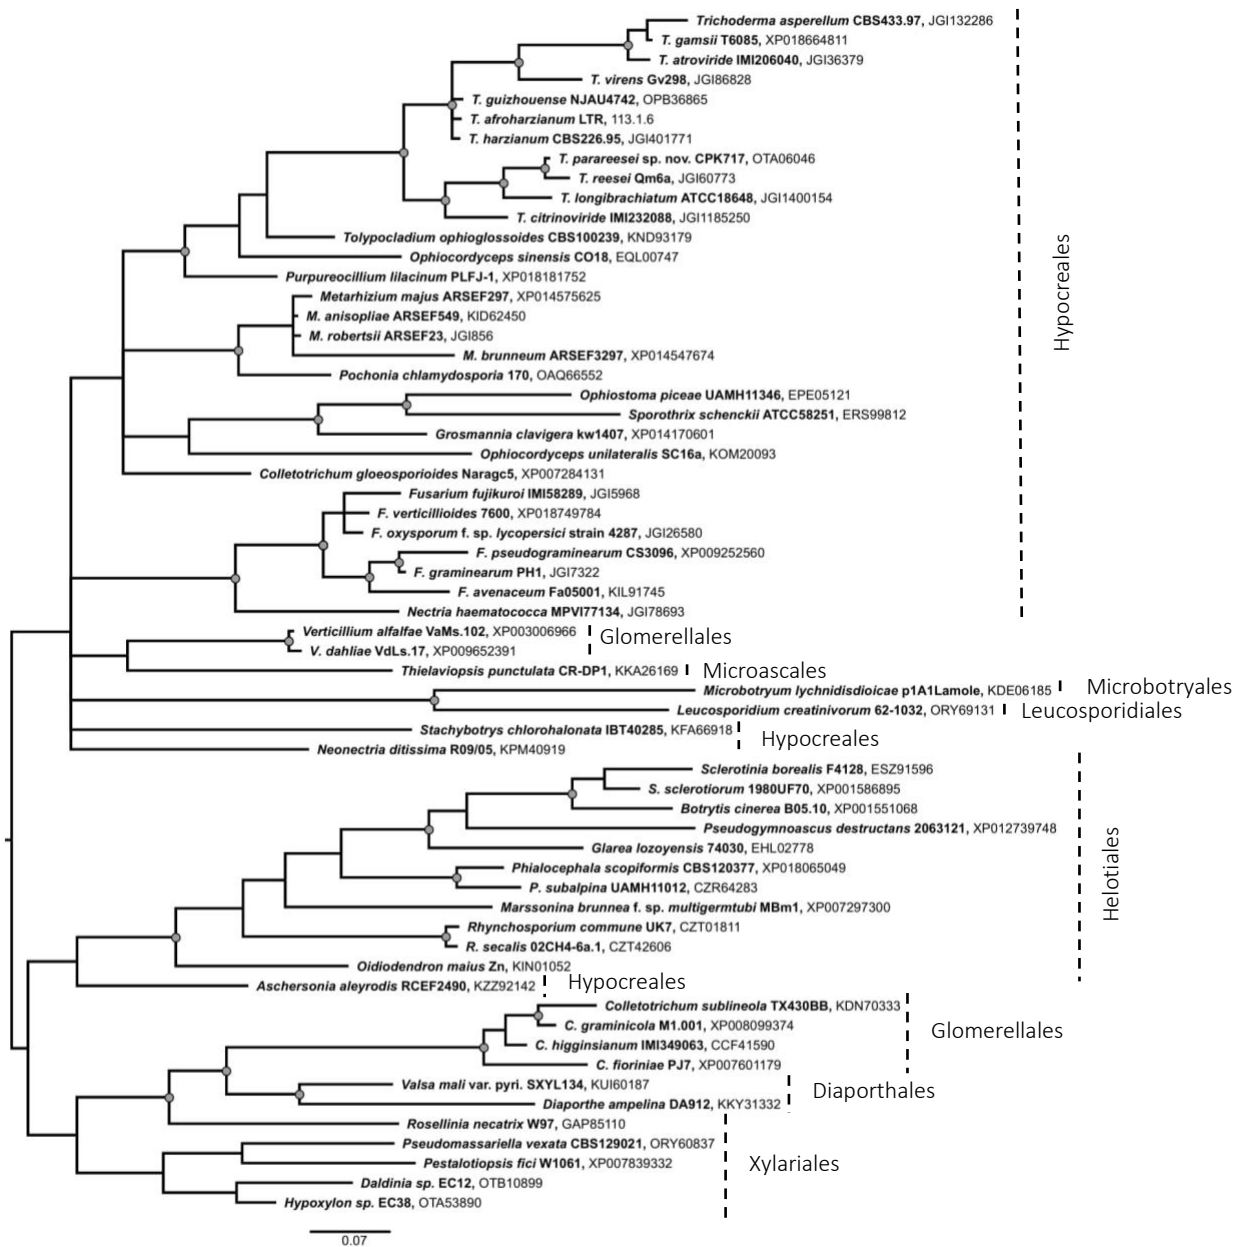 Trichoderma asperellum CBS433.97, JGI132286
T. gamsii T6085, XP018664811
T. atroviride IMI206040, JGI36379
T. virens Gv298, JGI86828
T. guizhouense NJAU4742, OPB36865
T. afroharzianum LTR, 113.1.6
T. harzianum CBS226.95, JGI401771
T. parareesei sp. nov. CPK717, OTA06046
T. reesei Qm6a, JGI60773
T. longibrachiatum ATCC18648, JGI1400154
T. citrinoviride IMI232088, JGI1185250
Tolypocladium ophioglossoides CBS100239, KND93179
Ophiocordyceps sinensis CO18, EQL00747
Purpureocillium lilacinum PLFJ-1, XP018181752
Metarhizium majus ARSEF297, XP014575625
M. anisopliae ARSEF549, KID62450
M. robertsii ARSEF23, JGI856
M. brunneum ARSEF3297, XP014547674
Pochonia chlamydosporia 170, OAQ66552
Ophiostoma piceae UAMH11346, EPE05121
Sporothrix schenckii ATCC58251, ERS99812
Grosmannia clavigera kw1407, XP014170601
Ophiocordyceps unilateralis SC16a, KOM20093
Colletotrichum gloeosporioides Naragc5, XP007284131
Fusarium fujikuroi IMI58289, JGI5968
F. verticillioides 7600, XP018749784
F. oxysporum f. sp. lycopersici strain 4287, JGI26580
F. pseudograminearum CS3096, XP009252560
F. graminearum PH1, JGI7322
F. avenaceum Fa05001, KIL91745
Nectria haematococca MPVI77134, JGI78693
Hypocreales
Verticillium alfalfae VaMs.102, XP003006966
V. dahliae VdLs.17, XP009652391
Glomerellales
Thielaviopsis punctulata CR-DP1, KKA26169
Microascales
Microbotryum lychnidisdioicae p1A1Lamole, KDE06185
Microbotryales
Leucosporidium creatinivorum 62-1032, ORY69131
Leucosporidiales
Stachybotrys chlorohalonata IBT40285, KFA66918
Neonectria ditissima R09/05, KPM40919
Hypocreales
Sclerotinia borealis F4128, ESZ91596
S. sclerotiorum 1980UF70, XP001586895
Botrytis cinerea B05.10, XP001551068
Pseudogymnoascus destructans 2063121, XP012739748
Glarea lozoyensis 74030, EHL02778
Phialocephala scopiformis CBS120377, XP018065049
P. subalpina UAMH11012, CZR64283
Marssonina brunnea f. sp. multigermtubi MBm1, XP007297300
Rhynchosporium commune UK7, CZT01811
R. secalis 02CH4-6a.1, CZT42606
Oidiodendron maius Zn, KIN01052
Helotiales
Aschersonia aleyrodis RCEF2490, KZZ92142
Hypocreales
Colletotrichum sublineola TX430BB, KDN70333
C. graminicola M1.001, XP008099374
C. higginsianum IMI349063, CCF41590
C. fioriniae PJ7, XP007601179
Glomerellales
Valsa mali var. pyri. SXYL134, KUI60187
Diaporthe ampelina DA912, KKY31332
Diaporthales
Rosellinia necatrix W97, GAP85110
Pseudomassariella vexata CBS129021, ORY60837
Pestalotiopsis fici W1061, XP007839332
Daldinia sp. EC12, OTB10899
Hypoxylon sp. EC38, OTA53890
Xylariales
0.07